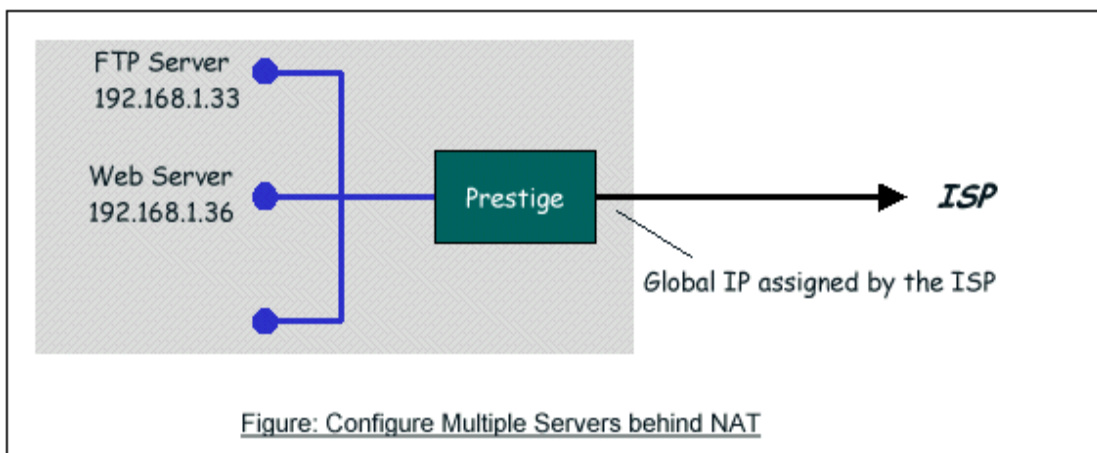 FTP Server
192.168.1.33
Web Server
192.168.1.36
Prestige
ISP
Global IP assigned by the ISP
Figure: Configure Multiple Servers behind NAT